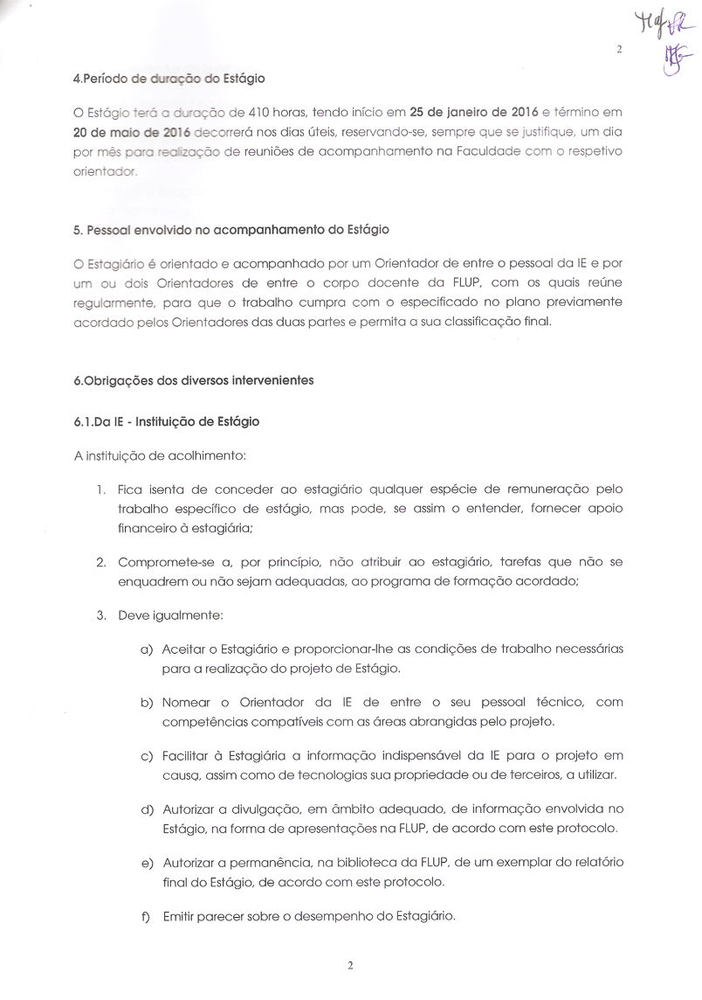 2
4.Período de duração do Estágio
O Estágio terá a duração de 410 horas, tendo início em 25 de janeiro de 2016 e término em
20 de maio de 2016 decorrerá nos dias úteis, reservando-se, sempre que se justifique, um dia
por mês para realização de reuniões de acompanhamento na Faculdade com o respetivo
orientador.
5. Pessoal envolvido no acompanhamento do Estágio
O Estagiário é orientado e acompanhado por um Orientador de entre o pessoal da IE e por
um ou dois Orientadores de entre o corpo docente da FLUP, com os quais reúne
regularmente, para que o trabalho cumpra com o especificado no plano previamente
acordado pelos Orientadores das duas partes e permita a sua classificação final.
6.Obrigações dos diversos intervenientes
6.1.Da IE - Instituição de Estágio
A instituição de acolhimento:
1. Fica isenta de conceder ao estagiário qualquer espécie de remuneração pelo
trabalho específico de estágio, mas pode, se assim o entender, fornecer apoio
financeiro à estagiária;
2. Compromete-se a, por princípio, não atribuir ao estagiário, tarefas que não se
enquadrem ou não sejam adequadas, ao programa de formação acordado;
3. Deve igualmente:
a) Aceitar o Estagiário e proporcionar-lhe as condições de trabalho necessárias
para a realização do projeto de Estágio.
b) Nomear o Orientador da IE de entre o seu pessoal técnico, com
competências compatíveis com as áreas abrangidas pelo projeto.
c) Facilitar à Estagiária a informação indispensável da IE para o projeto em
causa, assim como de tecnologias sua propriedade ou de terceiros, a utilizar.
d) Autorizar a divulgação, em âmbito adequado, de informação envolvida no
Estágio, na forma de apresentações na FLUP, de acordo com este protocolo.
e) Autorizar a permanência, na biblioteca da FLUP, de um exemplar do relatório
final do Estágio, de acordo com este protocolo.
f) Emitir parecer sobre o desempenho do Estagiário.
2